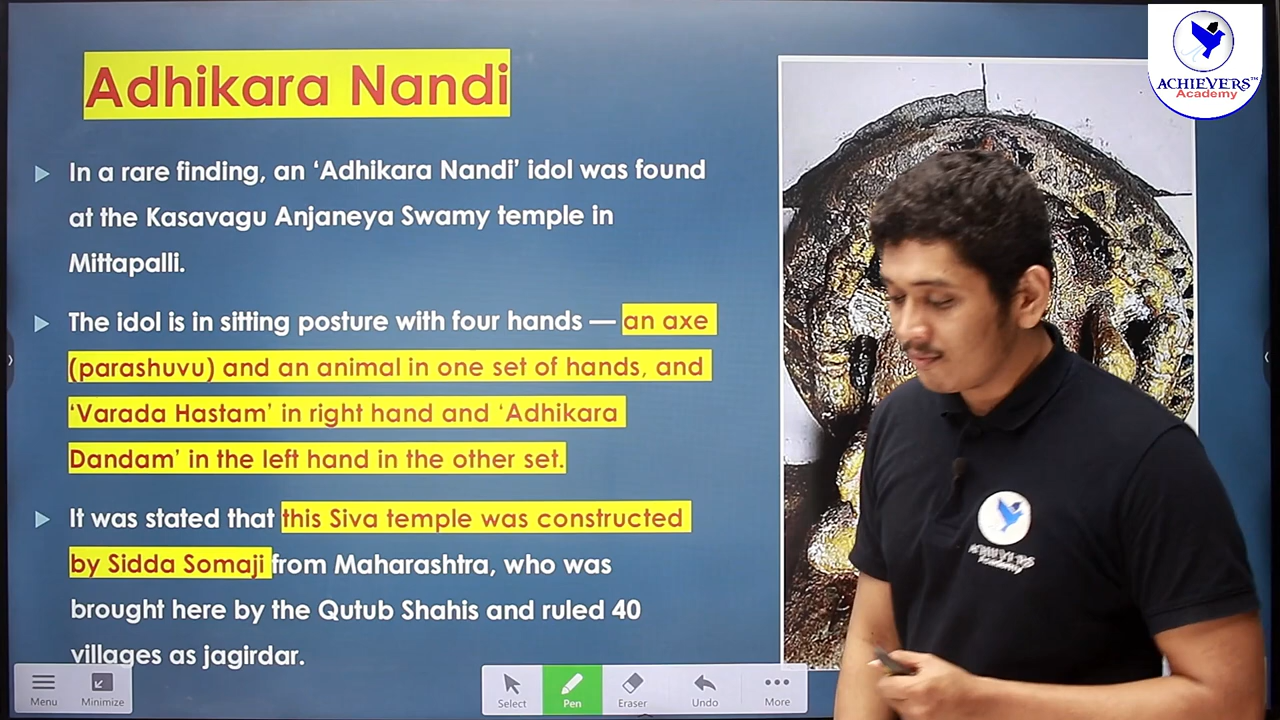 Adhikara Nandi
In a rare finding, an ‘Adhikara Nandi’ idol was found
at the Kasavagu Anjaneya Swamy temple in
Mittapalli.
The idol is in sitting posture with four hands — an axe
(parashuvu) and an animal in one set of hands, and
‘Varada Hastam’ in right hand and ‘Adhikara
Dandam’ in the left hand in the other set.
It was stated that this Siva temple was constructed
by Sidda Somaji from Maharashtra, who was
brought here by the Qutub Shahis and ruled 40
villages as jagirdar.
Menu
Minimize
Select
Pen
Eraser
Undo
More
ACHIEVERS™
Academy
ACHIEVERS
Academy